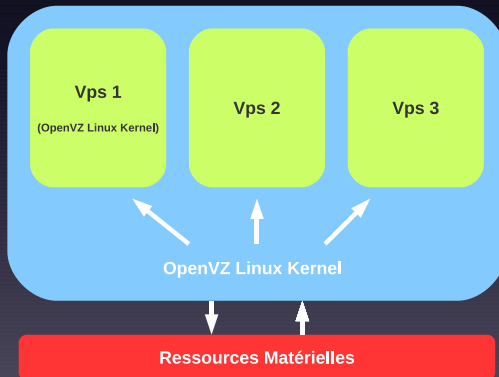 Vps 1
(OpenVZ Linux Kernel)
Vps 2
Vps 3
OpenVZ Linux Kernel
Ressources Matérielles